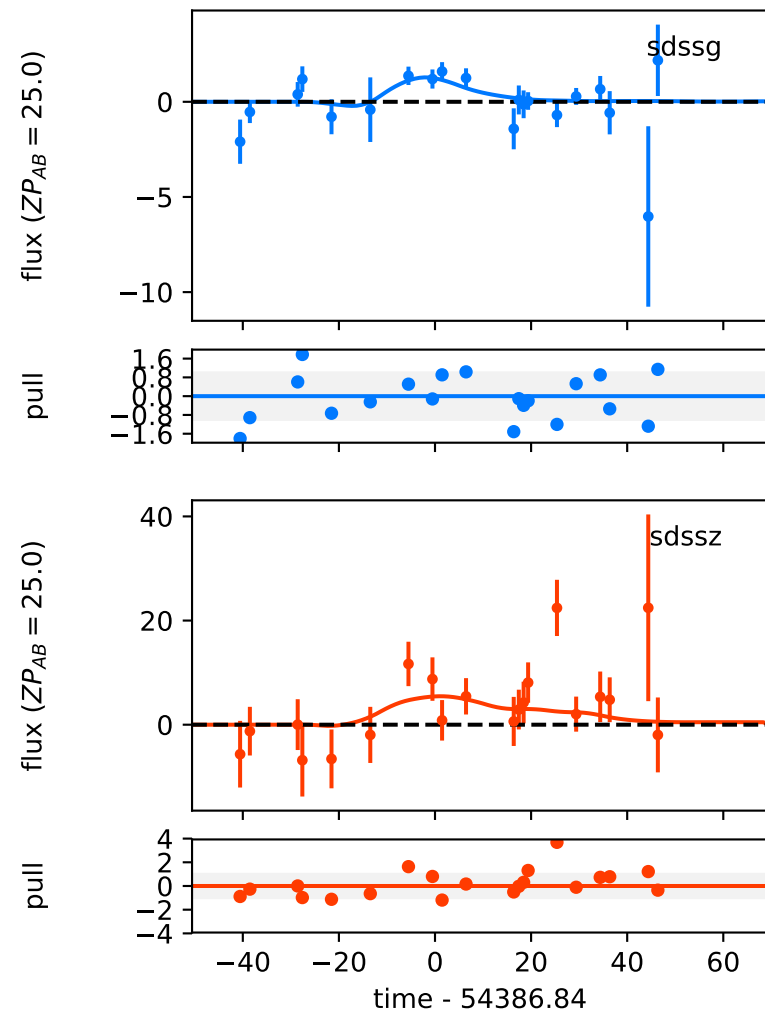 sdssg
flux ($ZP_{AB}$ = 25.0)
0
−5
−10
pull
1.6
0.8
0.0
−0.8
−1.6
sdssz
flux ($ZP_{AB}$ = 25.0)
40
20
0
pull
4
2
0
−2
−4
−40 −20 0 20 40 60
time - 54386.84